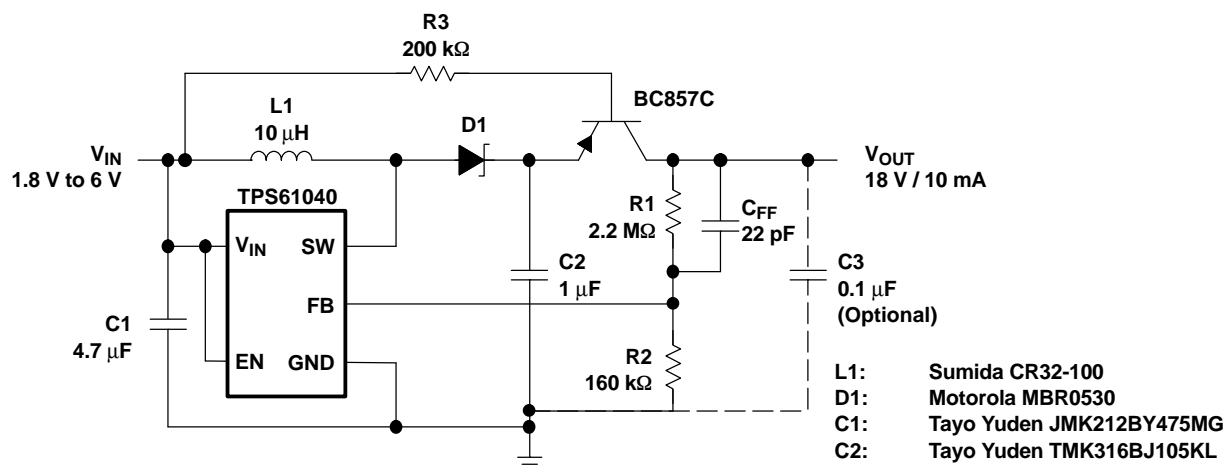 R3
200 kΩ
BC857C
L1
10 μH
D1
VIN
1.8 V to 6 V
VOUT
18 V / 10 mA
TPS61040
VIN
SW
R1
2.2 MΩ
CFF
22 pF
C2
1 μF
C3
0.1 μF
(Optional)
FB
C1
4.7 μF
EN
GND
R2
160 kΩ
L1: Sumida CR32-100
D1: Motorola MBR0530
C1: Tayo Yuden JMK212BY475MG
C2: Tayo Yuden TMK316BJ105KL